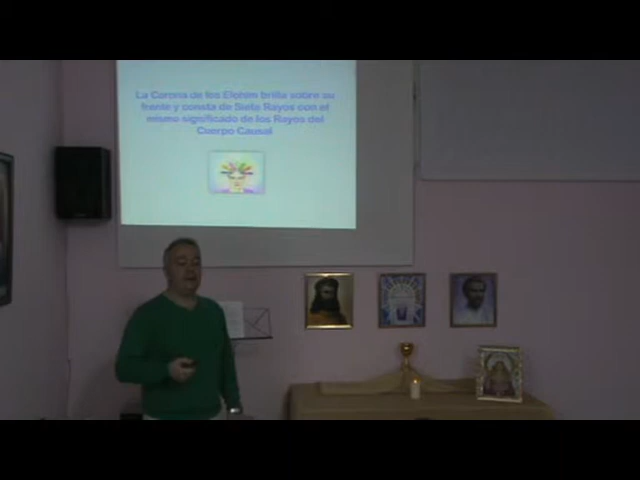 La Corona de los Elohim brilla sobre su
frente y consta de Siete Rayos con el
mismo significado de los Rayos del
Cuerpo Causal